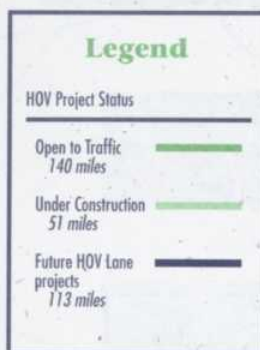 Legend
HOV Project Status
Open to Traffic
140 miles
Under Construction
51 miles
Future HOV Lane
projects
113 miles